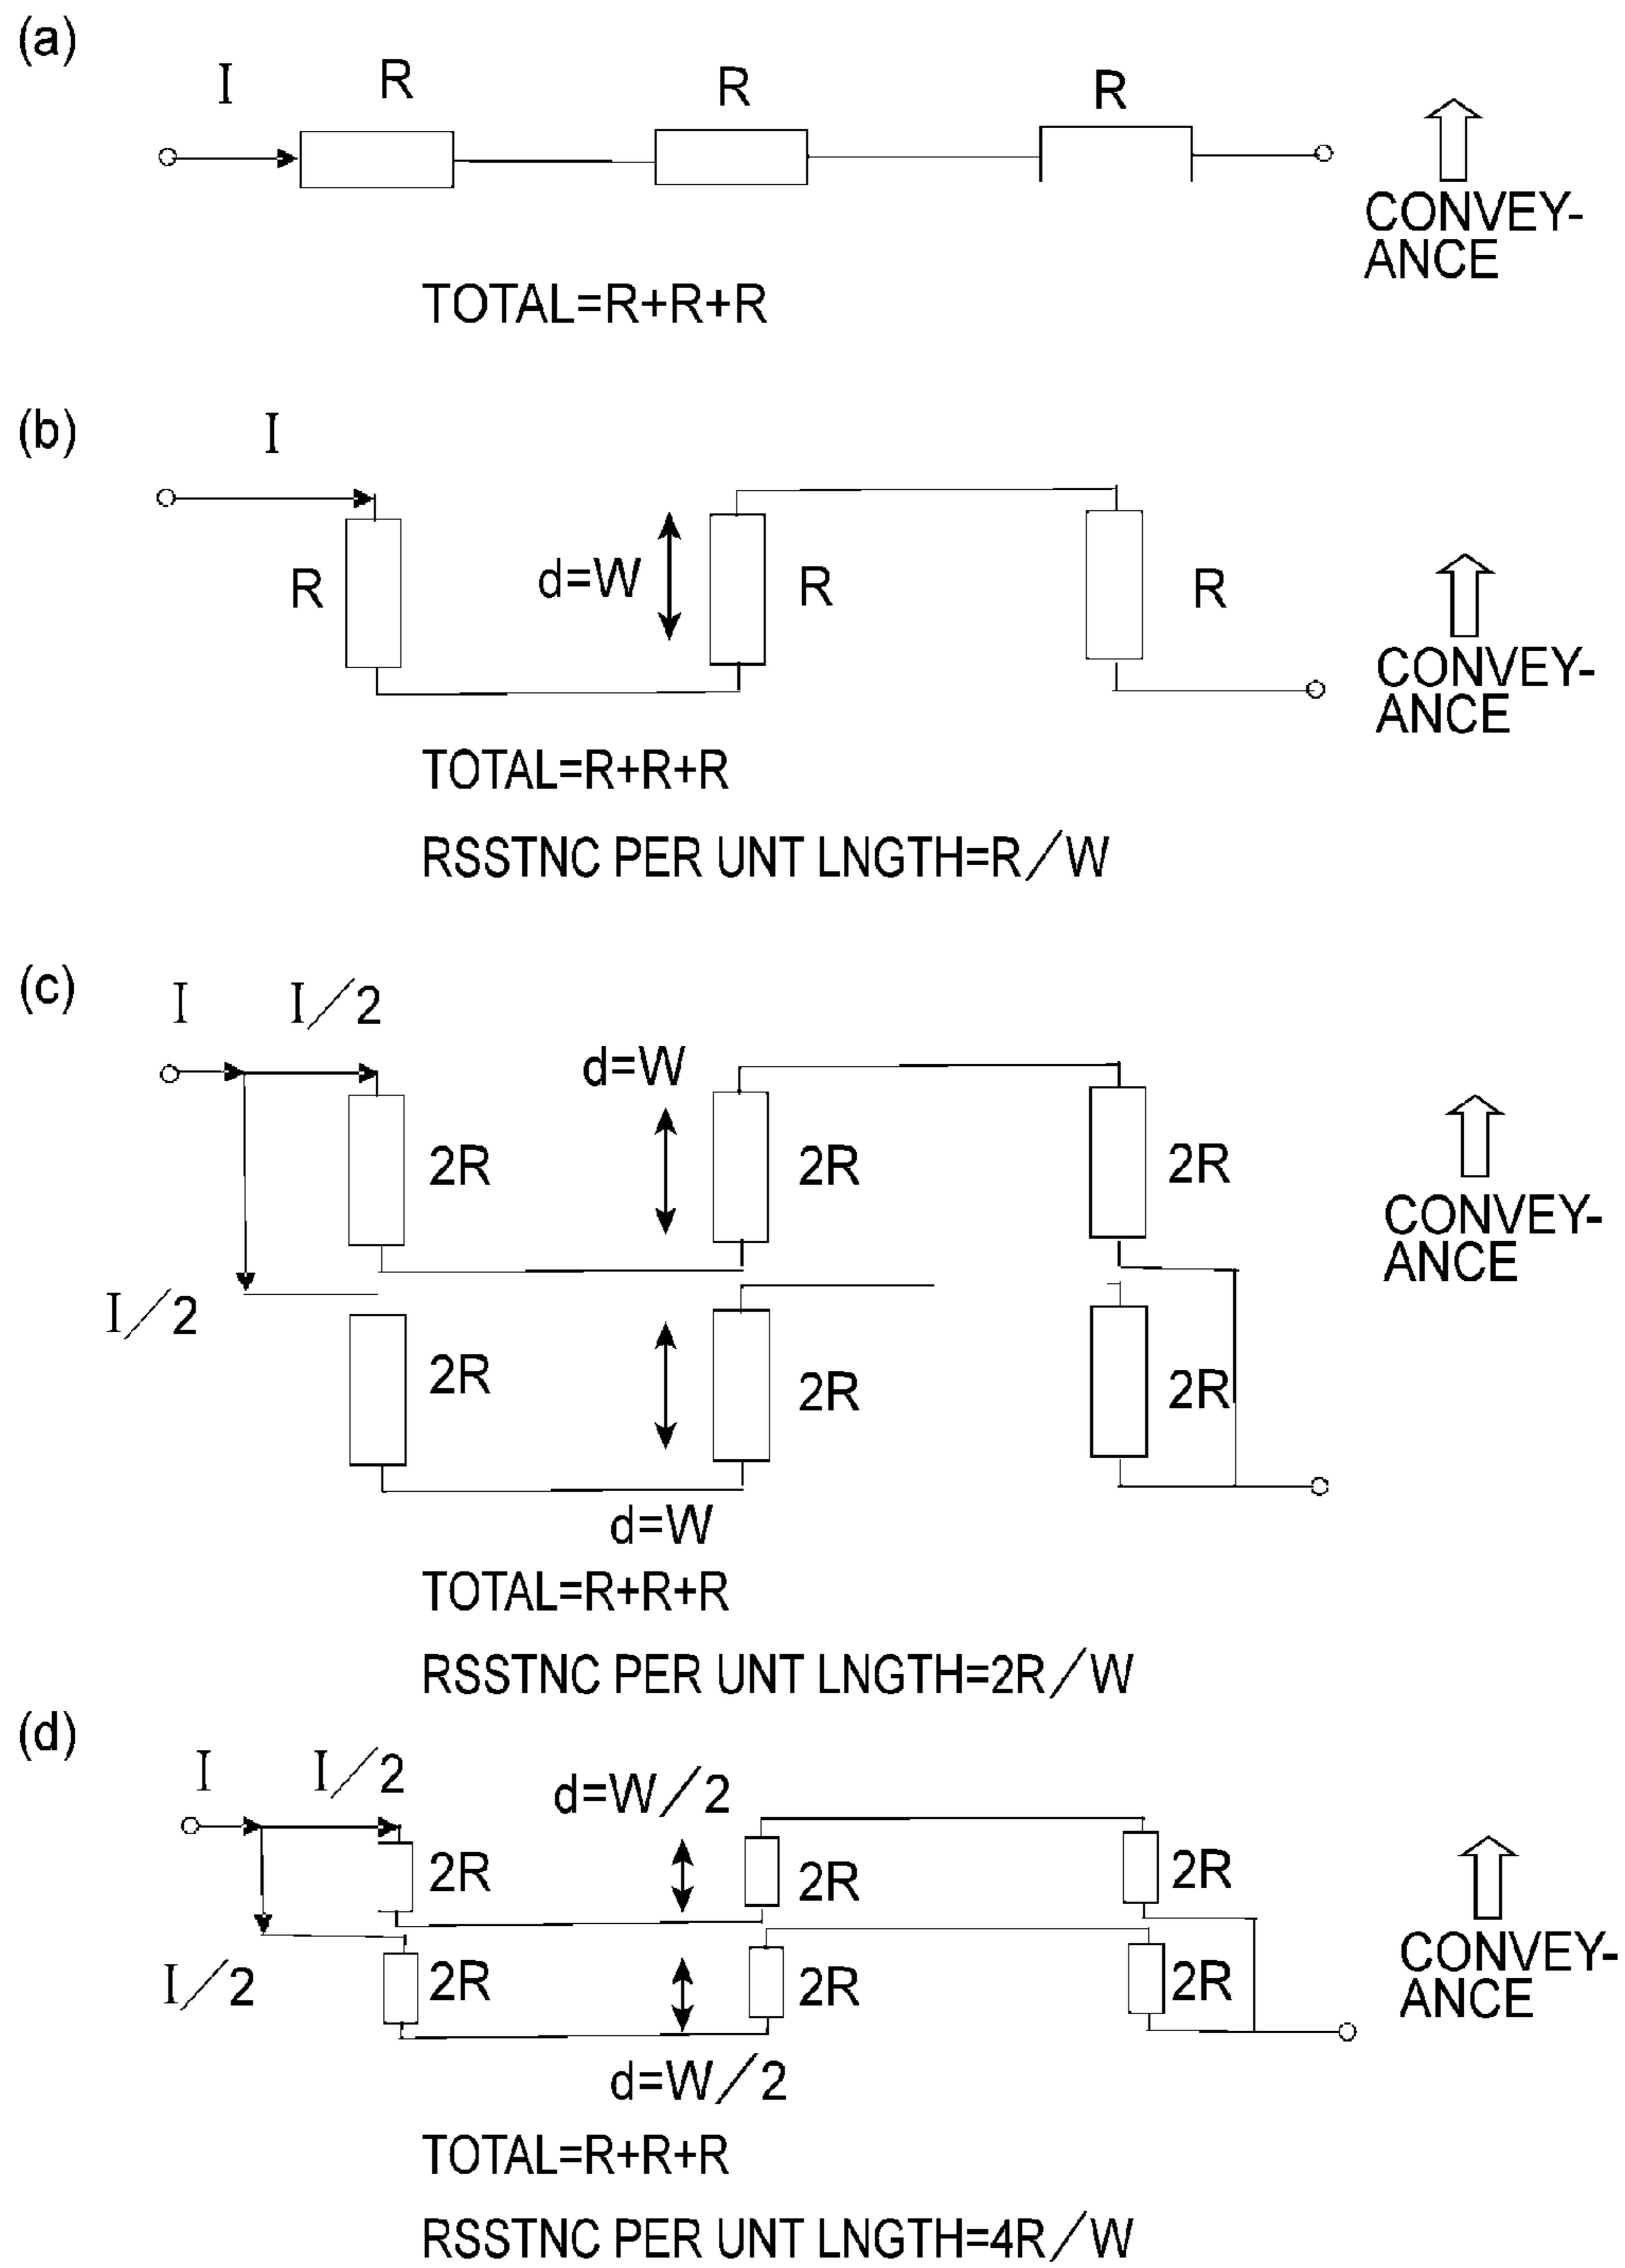 (a)
I
R
R
R
CONVEY-
ANCE
TOTAL=R+R+R
(b)
I
R
d=W
R
R
CONVEY-
ANCE
TOTAL=R+R+R
RSSTNC PER UNT LNGTH=R/W
(c)
I
I/2
d=W
2R
2R
2R
CONVEY-
ANCE
I/2
2R
2R
2R
d=W
TOTAL=R+R+R
RSSTNC PER UNT LNGTH=2R/W
(d)
I
I/2
d=W/2
2R
2R
2R
CONVEY-
ANCE
I/2
2R
2R
2R
d=W/2
TOTAL=R+R+R
RSSTNC PER UNT LNGTH=4R/W